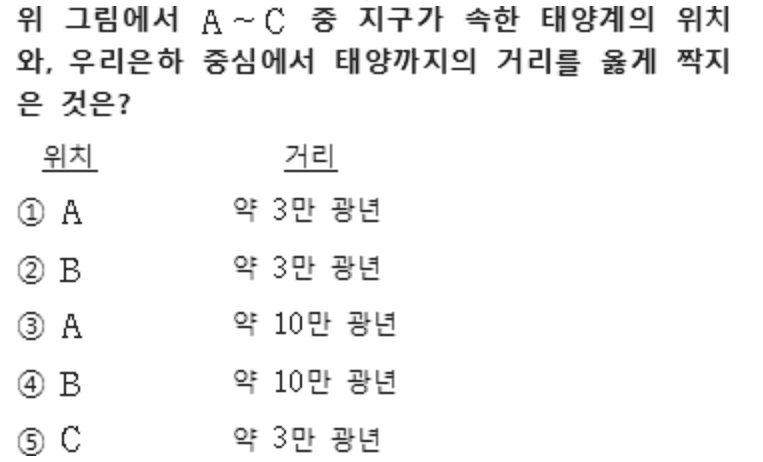 위 그림에서 A ~ C 중 지구가 속한 태양계의 위치
와, 우리은하 중심에서 태양까지의 거리를 옳게 짝지
은 것은?
위치 거리
① A 약 3만 광년
② B 약 3만 광년
③ A 약 10만 광년
④ B 약 10만 광년
⑤ C 약 3만 광년